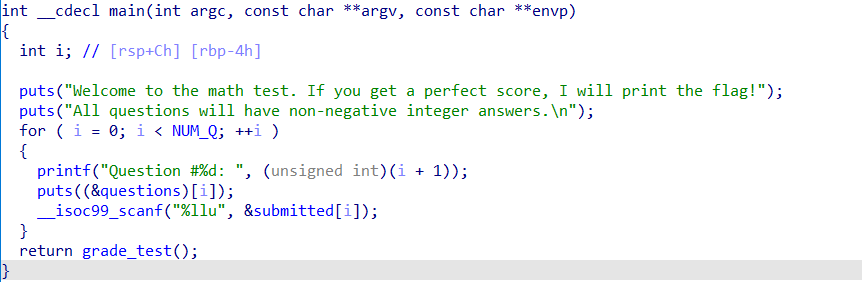 int __cdecl main(int argc, const char **argv, const char **envp)
{
  int i; // [rsp+Ch] [rbp-4h]

  puts("Welcome to the math test. If you get a perfect score, I will print the flag!");
  puts("All questions will have non-negative integer answers.\n");
  for ( i = 0; i < NUM_Q; ++i )
  {
    printf("Question #%d: ", (unsigned int)(i + 1));
    puts((&questions)[i]);
    __isoc99_scanf("%llu", &submitted[i]);
  }
  return grade_test();
}